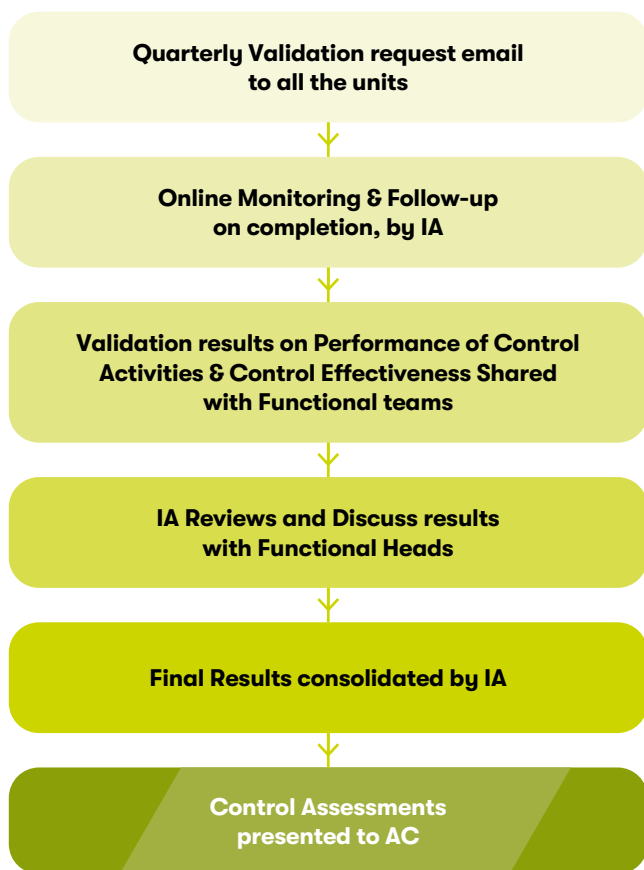 Quarterly Validation request email
to all the units
Online Monitoring & Follow-up
on completion, by IA
Validation results on Performance of Control
Activities & Control Effectiveness Shared
with Functional teams
IA Reviews and Discuss results
with Functional Heads
Final Results consolidated by IA
Control Assessments
presented to AC